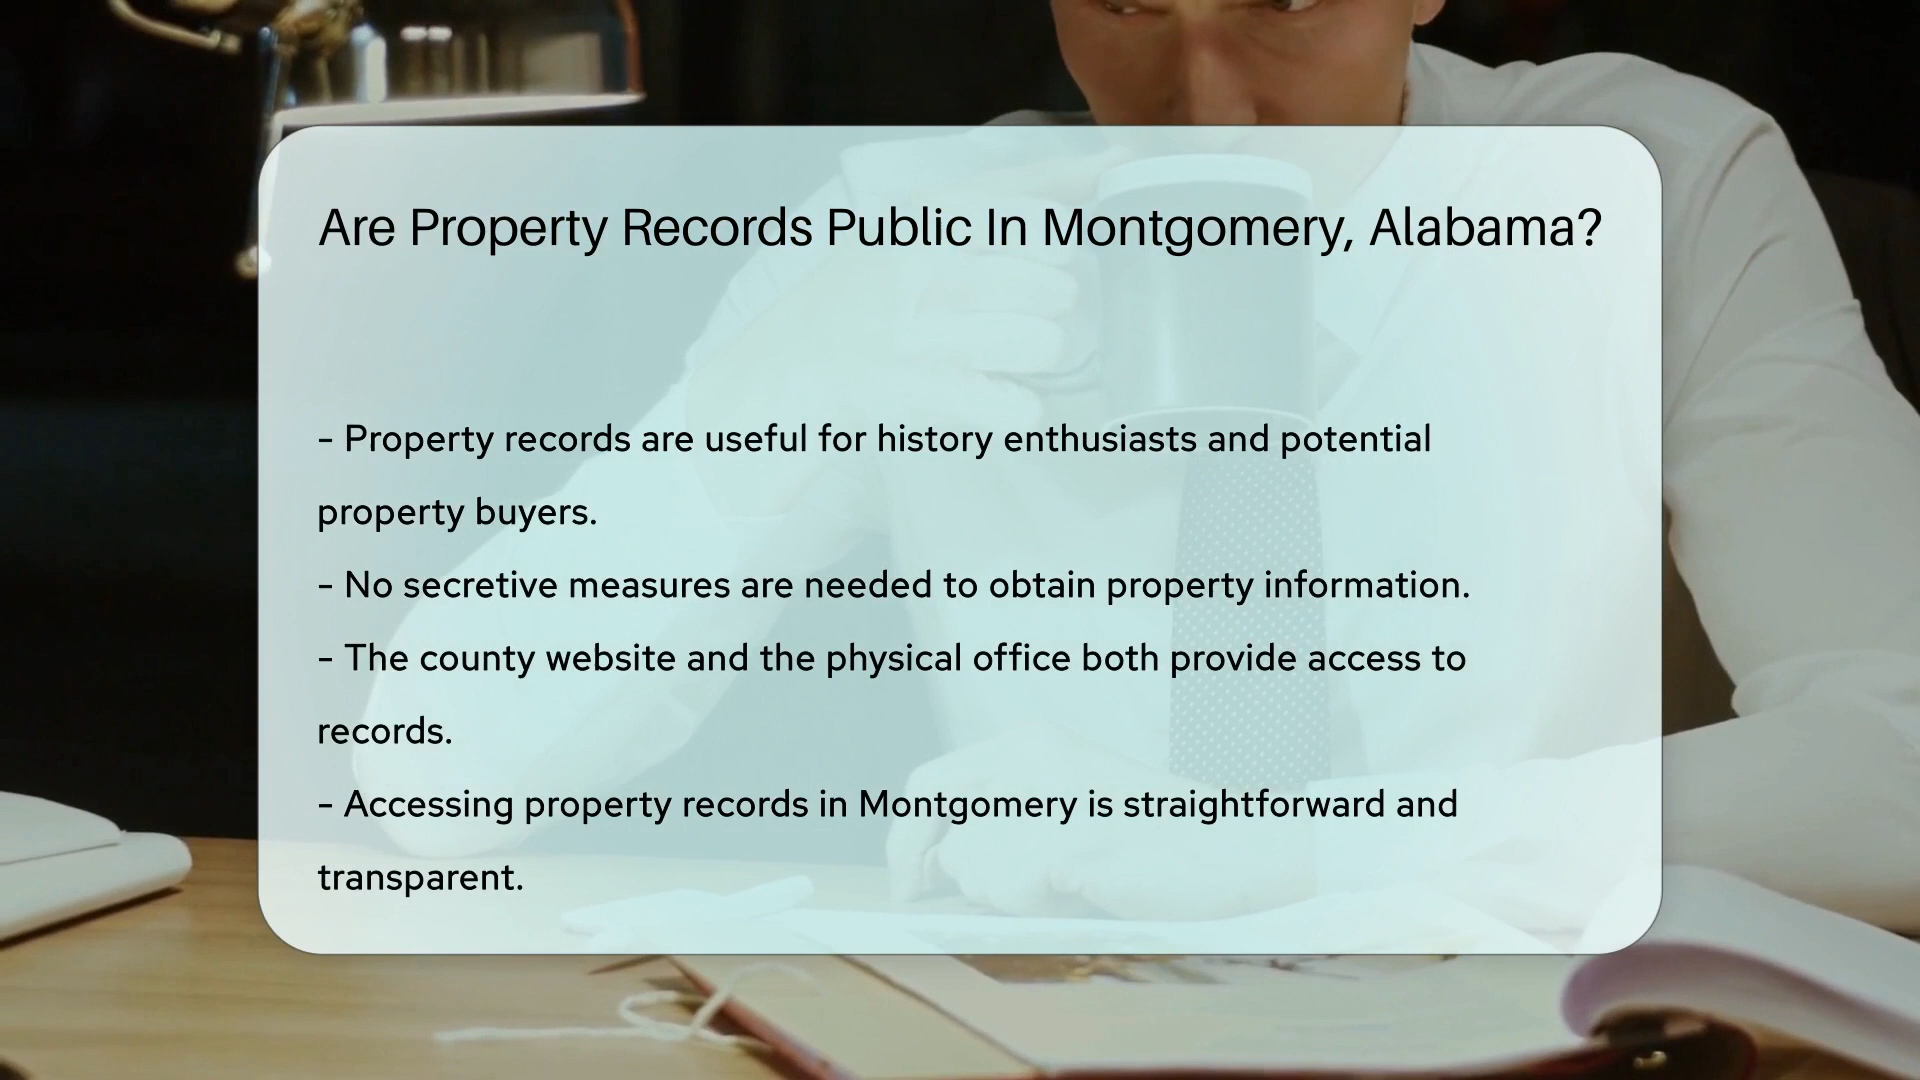 Are Property Records Public In Montgomery, Alabama?
- Property records are useful for history enthusiasts and potential
property buyers.
- No secretive measures are needed to obtain property information.
- The county website and the physical office both provide access to
records.
- Accessing property records in Montgomery is straightforward and
transparent.